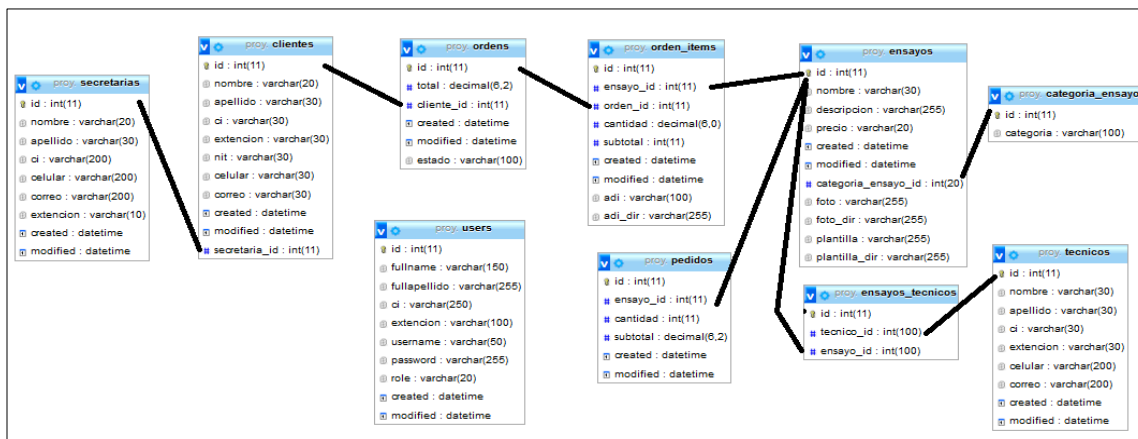 proy. secretarias
id : int(11)
nombre : varchar(20)
apellido : varchar(30)
ci : varchar(200)
celular : varchar(200)
correo : varchar(200)
extencion : varchar(10)
created : datetime
modified : datetime
proy. clientes
id : int(11)
nombre : varchar(20)
apellido : varchar(30)
ci : varchar(30)
extencion : varchar(30)
nit : varchar(30)
celular : varchar(30)
correo : varchar(30)
created : datetime
modified : datetime
secretaria_id : int(11)
proy. ordens
id : int(11)
total : decimal(6,2)
cliente_id : int(11)
created : datetime
modified : datetime
estado : varchar(100)
proy. users
id : int(11)
fullname : varchar(150)
fullapellido : varchar(255)
ci : varchar(250)
extencion : varchar(100)
username : varchar(50)
password : varchar(255)
role : varchar(20)
created : datetime
modified : datetime
proy. orden_items
id : int(11)
ensayo_id : int(11)
orden_id : int(11)
cantidad : decimal(6,0)
subtotal : int(11)
created : datetime
modified : datetime
adi : varchar(100)
adi_dir : varchar(255)
proy. pedidos
id : int(11)
ensayo_id : int(11)
cantidad : int(11)
subtotal : decimal(6,2)
created : datetime
modified : datetime
proy. ensayos
id : int(11)
nombre : varchar(30)
descripcion : varchar(255)
precio : varchar(20)
created : datetime
modified : datetime
categoria_ensayo_id : int(20)
foto : varchar(255)
foto_dir : varchar(255)
plantilla : varchar(255)
plantilla_dir : varchar(255)
proy. ensayos_tecnicos
id : int(11)
tecnico_id : int(100)
ensayo_id : int(100)
proy. categoria_ensayo
id : int(11)
categoria : varchar(100)
proy. tecnicos
id : int(11)
nombre : varchar(30)
apellido : varchar(30)
ci : varchar(30)
extencion : varchar(30)
celular : varchar(200)
correo : varchar(200)
created : datetime
modified : datetime